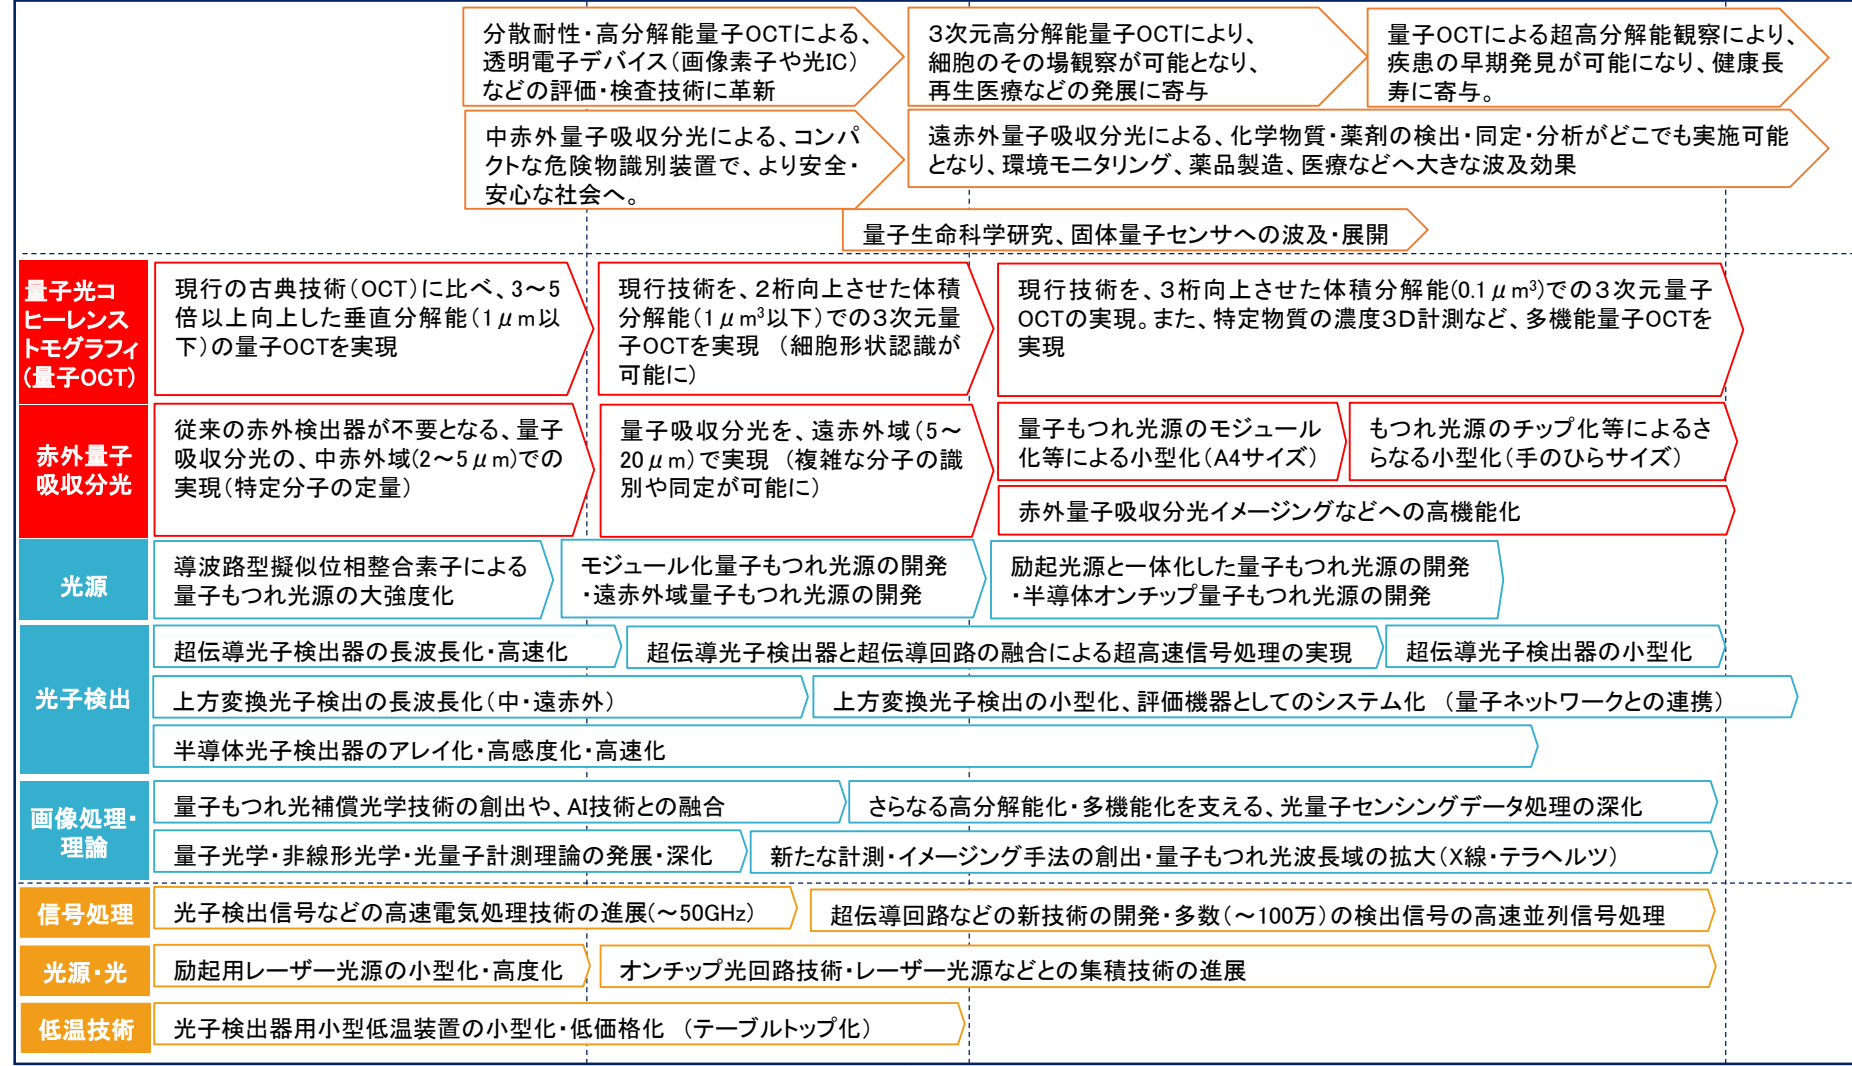 分散耐性・高分解能量子OCTによる、
透明電子デバイス（画像素子や光IC）
などの評価・検査技術に革新
３次元高分解能量子OCTにより、
細胞のその場観察が可能となり、
再生医療などの発展に寄与
量子OCTによる超高分解能観察により、
疾患の早期発見が可能になり、健康長
寿に寄与。
中赤外量子吸収分光による、コンパ
クトな危険物識別装置で、より安全・
安心な社会へ。
遠赤外量子吸収分光による、化学物質・薬剤の検出・同定・分析がどこでも実施可能
となり、環境モニタリング、薬品製造、医療などへ大きな波及効果
量子生命科学研究、固体量子センサへの波及・展開
量子光コ
ヒーレンス
トモグラフィ
（量子OCT）
現行の古典技術（OCT）に比べ、3～5
倍以上向上した垂直分解能（1μm以
下）の量子OCTを実現
現行技術を、２桁向上させた体積
分解能（1μm³以下）での３次元量
子OCTを実現　（細胞形状認識が
可能に）
現行技術を、３桁向上させた体積分解能(0.1μm³)での３次元量子
OCTの実現。また、特定物質の濃度３D計測など、多機能量子OCTを
実現
赤外量子
吸収分光
従来の赤外検出器が不要となる、量子
吸収分光の、中赤外域(2～5μm)での
実現（特定分子の定量）
量子吸収分光を、遠赤外域（5～
20μm）で実現　（複雑な分子の識
別や同定が可能に）
量子もつれ光源のモジュール
化等による小型化（A4サイズ）
もつれ光源のチップ化等によるさ
らなる小型化（手のひらサイズ）
赤外量子吸収分光イメージングなどへの高機能化
光源
導波路型擬似位相整合素子による
量子もつれ光源の大強度化
モジュール化量子もつれ光源の開発
・遠赤外域量子もつれ光源の開発
励起光源と一体化した量子もつれ光源の開発
・半導体オンチップ量子もつれ光源の開発
光子検出
超伝導光子検出器の長波長化・高速化
超伝導光子検出器と超伝導回路の融合による超高速信号処理の実現
超伝導光子検出器の小型化
上方変換光子検出の長波長化（中・遠赤外）
上方変換光子検出の小型化、評価機器としてのシステム化　（量子ネットワークとの連携）
半導体光子検出器のアレイ化・高感度化・高速化
画像処理・
理論
量子もつれ光補償光学技術の創出や、AI技術との融合
さらなる高分解能化・多機能化を支える、光量子センシングデータ処理の深化
量子光学・非線形光学・光量子計測理論の発展・深化
新たな計測・イメージング手法の創出・量子もつれ光波長域の拡大（X線・テラヘルツ）
信号処理
光子検出信号などの高速電気処理技術の進展(～50GHz）
超伝導回路などの新技術の開発・多数（～100万）の検出信号の高速並列信号処理
光源・光
励起用レーザー光源の小型化・高度化
オンチップ光回路技術・レーザー光源などとの集積技術の進展
低温技術
光子検出器用小型低温装置の小型化・低価格化　（テーブルトップ化）